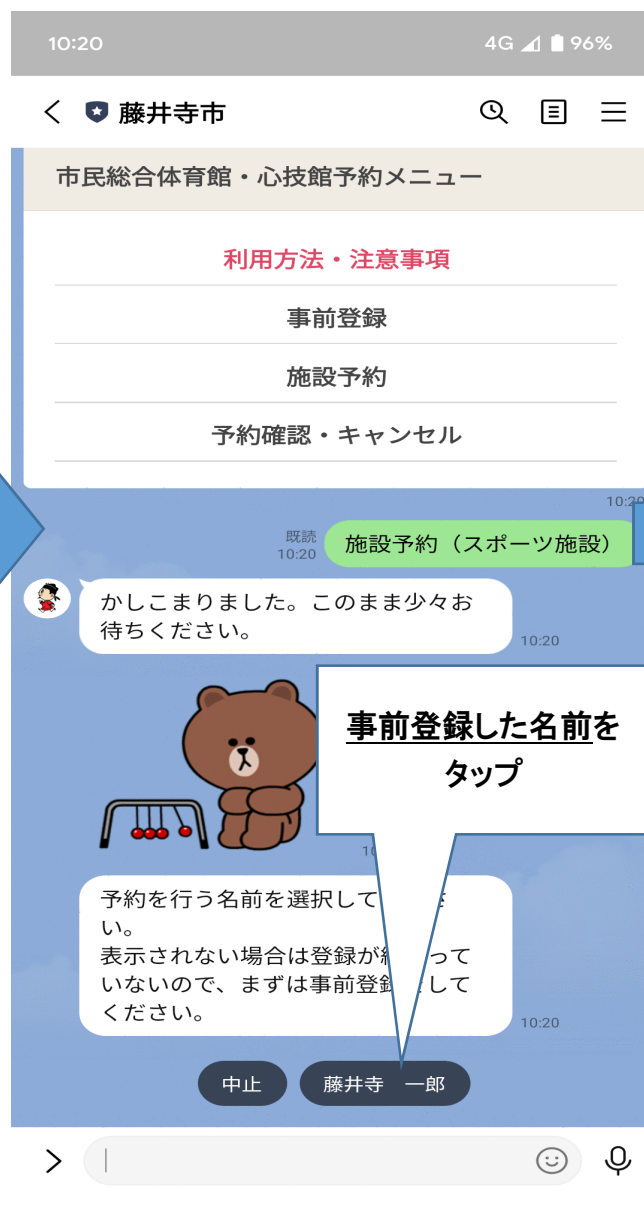 10:20 4G 96%
藤井寺市
市民総合体育館・心技館予約メニュー
利用方法・注意事項
事前登録
施設予約
予約確認・キャンセル
10:20
既読
10:20
施設予約（スポーツ施設）
かしこまりました。このまま少々お
待ちください。
10:20
事前登録した名前を
タップ
予約を行う名前を選択して
い。
表示されない場合は登録が って
いないので、まずは事前登 して
ください。
10:20
中止 藤井寺　一郎